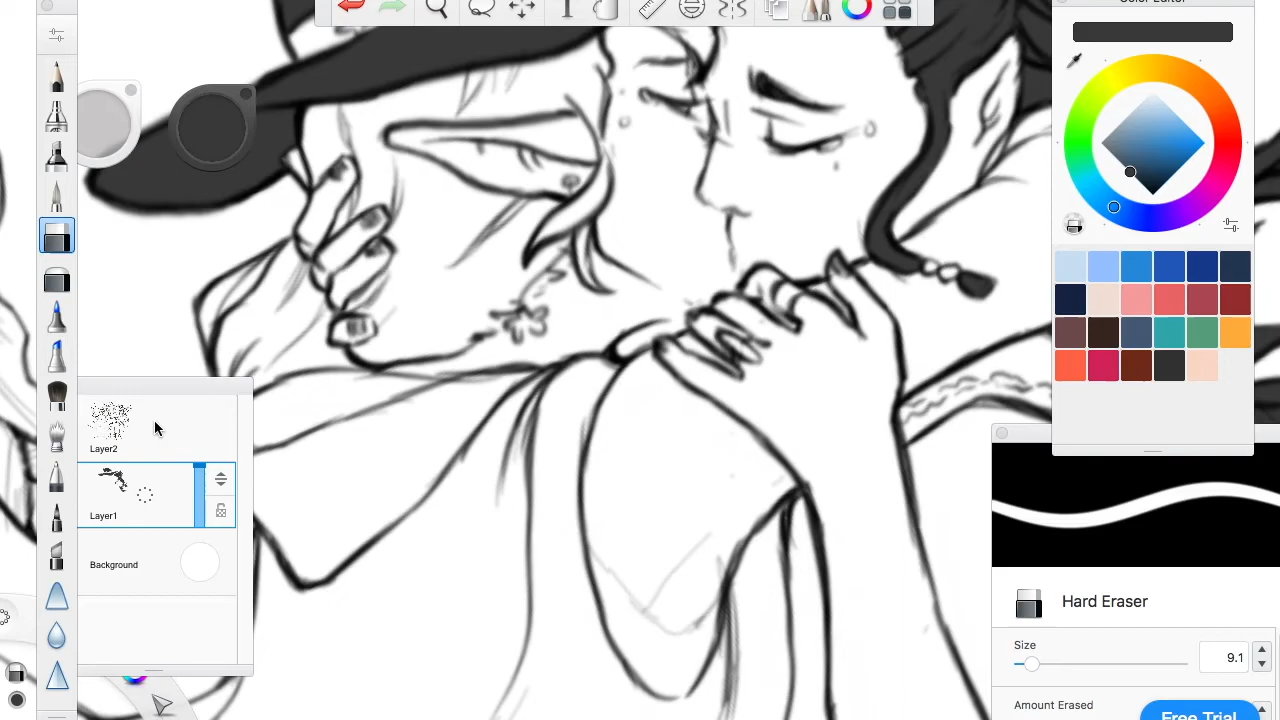 Color Editor
Layer2
Layer1
Background
Hard Eraser
Size
9.1
Amount Erased
Free Trial